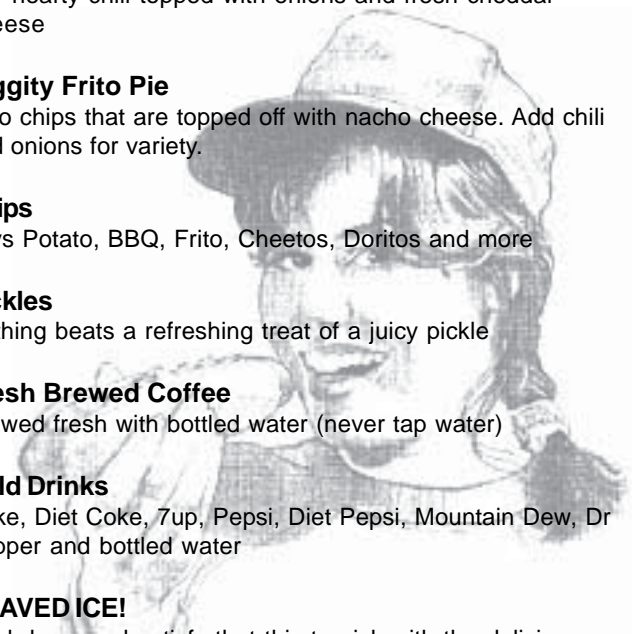 hearty chili topped with onions and fresh cheddar
eese
ggity Frito Pie
o chips that are topped off with nacho cheese. Add chili
d onions for variety.
ips
ys Potato, BBQ, Frito, Cheetos, Doritos and more
ckles
thing beats a refreshing treat of a juicy pickle
esh Brewed Coffee
wed fresh with bottled water (never tap water)
ld Drinks
ke, Diet Coke, 7up, Pepsi, Diet Pepsi, Mountain Dew, Dr
pper and bottled water
AVED ICE!